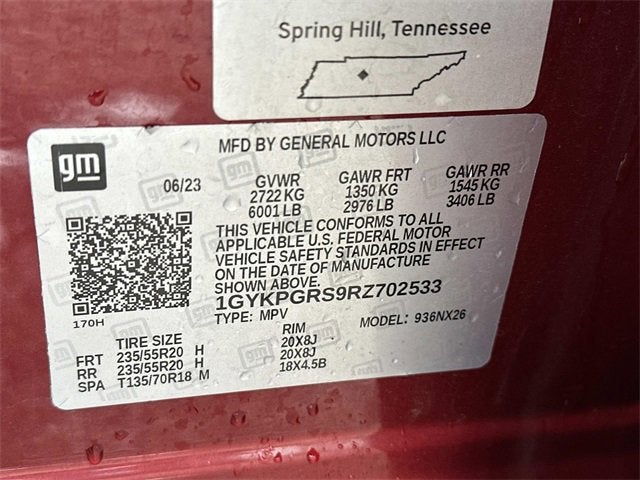 Spring Hill, Tennessee
gm
MFD BY GENERAL MOTORS LLC
06/23 GVWR GAWR FRT GAWR RR
2722 KG 1350 KG 1545 KG
6001 LB 2976 LB 3406 LB
THIS VEHICLE CONFORMS TO ALL
APPLICABLE U.S. FEDERAL MOTOR
VEHICLE SAFETY STANDARDS IN EFFECT
ON THE DATE OF MANUFACTURE
SHOWN ABOVE.
1GYKPGRS9RZ702533
170H
TYPE: MPV MODEL: 936NX26
TIRE SIZE RIM
FRT 235/55R20 H 20X8J
RR 235/55R20 H 20X8J
SPA T135/70R18 M 18X4.5B